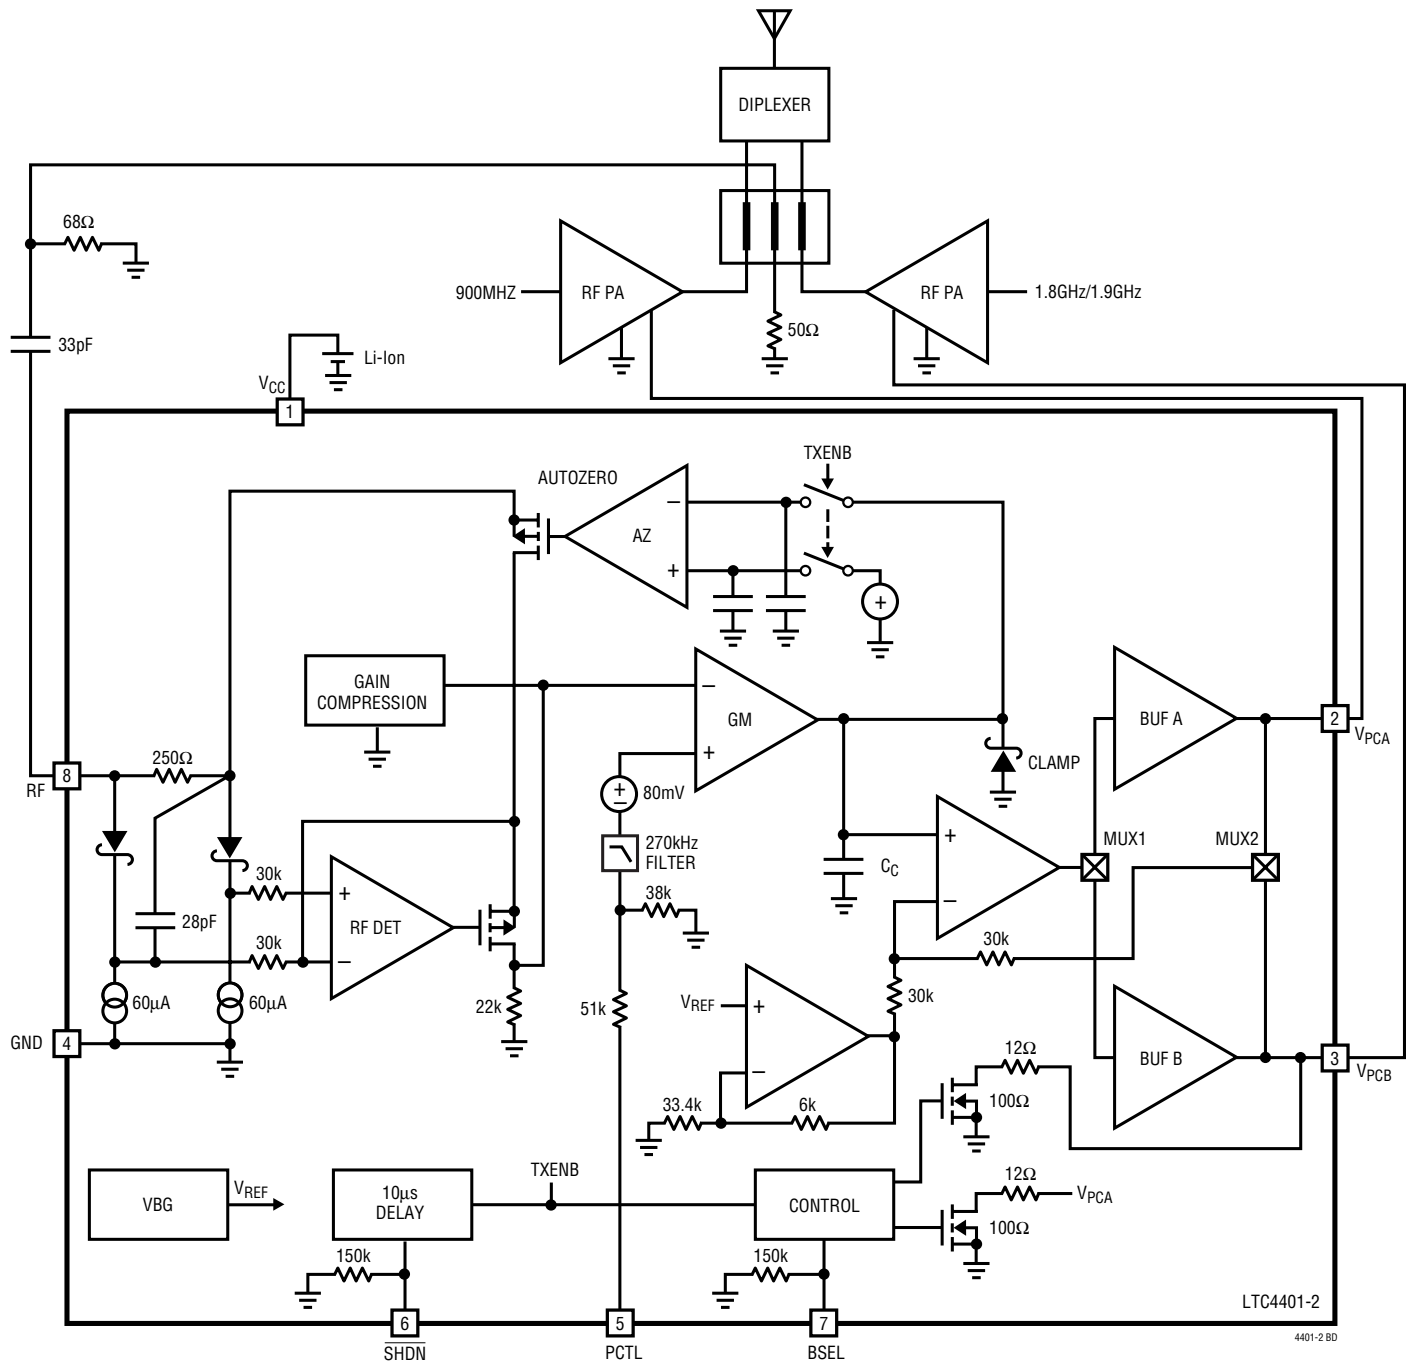 DIPLEXER
68Ω
900MHZ
RF PA
RF PA
1.8GHz/1.9GHz
50Ω
33pF
Li-Ion
VCC
1
TXENB
AUTOZERO
–
AZ
+
+
GAIN
COMPRESSION
–
GM
+
BUF A
2
VPCA
250Ω
8
RF
CLAMP
+
–
80mV
270kHz
FILTER
MUX1
MUX2
+
CC
–
30k
+
38k
28pF
RF DET
30k
–
30k
60µA
60µA
22k
51k
VREF
+
30k
–
GND
4
12Ω
BUF B
3
VPCB
100Ω
33.4k
6k
VBG
VREF
10µs
DELAY
TXENB
CONTROL
12Ω
VPCA
100Ω
150k
150k
LTC4401-2
6
5
7
SHDN
PCTL
BSEL
4401-2 BD